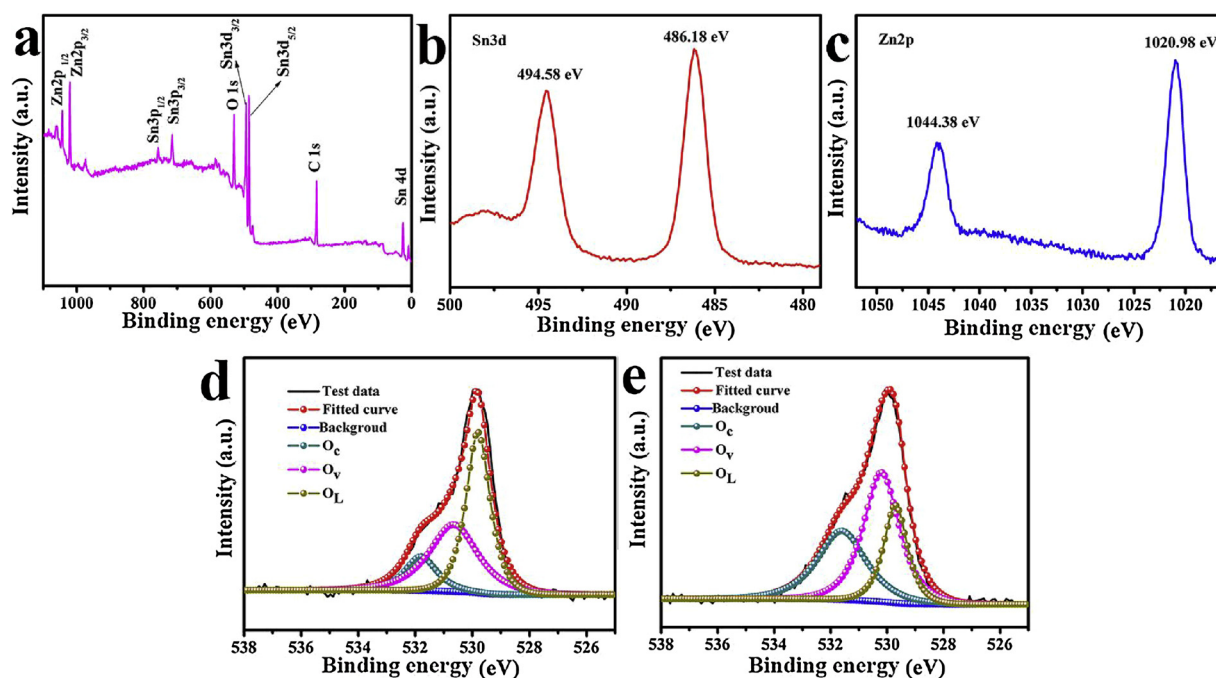 a
Intensity (a.u.)
Zn2p1/2
Zn2p3/2
Sn3p1/2
Sn3p3/2
O 1s
Sn3d3/2
Sn3d5/2
C 1s
Sn 4d
1000 800 600 400 200 0
Binding energy (eV)
b
Intensity (a.u.)
Sn3d
494.58 eV
486.18 eV
500 495 490 485 480
Binding energy (eV)
c
Intensity (a.u.)
Zn2p
1044.38 eV
1020.98 eV
1050 1045 1040 1035 1030 1025 1020
Binding energy (eV)
d
Intensity (a.u.)
Test data
Fitted curve
Backgroud
Oc
Ov
OL
538 536 534 532 530 528 526
Binding energy (eV)
e
Intensity (a.u.)
Test data
Fitted curve
Backgroud
Oc
Ov
OL
538 536 534 532 530 528 526
Binding energy (eV)